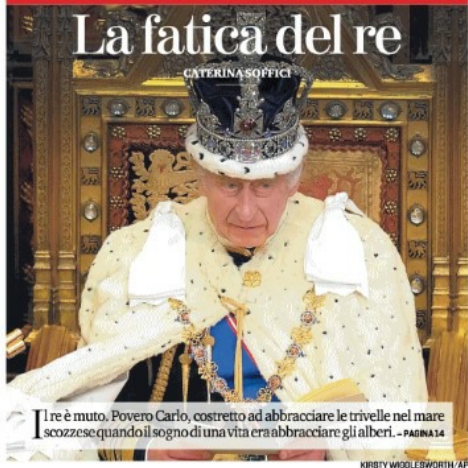 La fatica del re
CATERINA SOFFICI
Il re è muto. Povero Carlo, costretto ad abbracciare le trivelle nel mare
scozzese quando il sogno di una vita era abbracciare gli alberi. – PAGINA 14
KIRSTY WIGGLESWORTH/AP